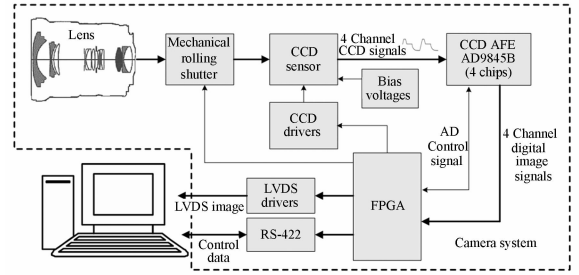 Lens
Mechanical
rolling
shutter
CCD
sensor
4 Channel
CCD signals
CCD AFE
AD9845B
(4 chips)
Bias
voltages
CCD
drivers
AD
Control
signal
4 Channel
digital
image
signals
LVDS
drivers
FPGA
LVDS image
RS-422
Control
data
Camera system